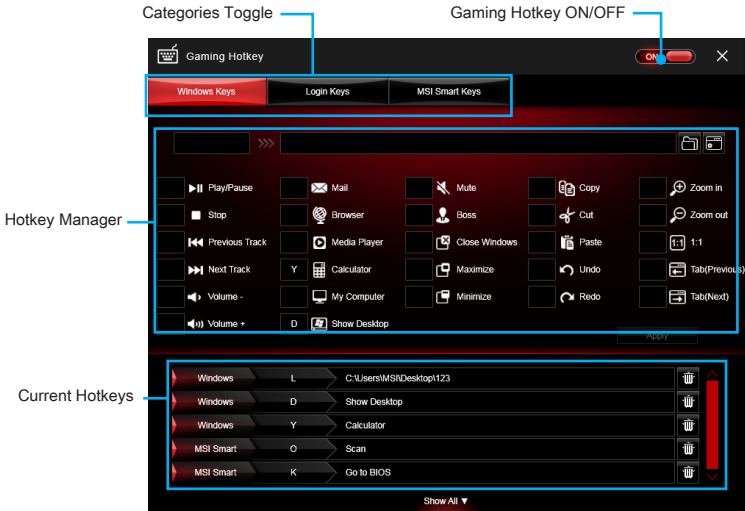 Categories Toggle Gaming Hotkey ON/OFF
Gaming Hotkey ON
Windows Keys Login Keys MSI Smart Keys
Hotkey Manager
Play/Pause Mail Mute Copy Zoom in
Stop Browser Boss Cut Zoom out
Previous Track Media Player Close Windows Paste 1:1 1:1
Next Track Y Calculator Maximize Undo Tab(Previous)
Volume - My Computer Minimize Redo Tab(Next)
Volume + D Show Desktop
Apply
Current Hotkeys
Windows L C:\Users\MSI\Desktop\123
Windows D Show Desktop
Windows Y Calculator
MSI Smart O Scan
MSI Smart K Go to BIOS
Show All ▼